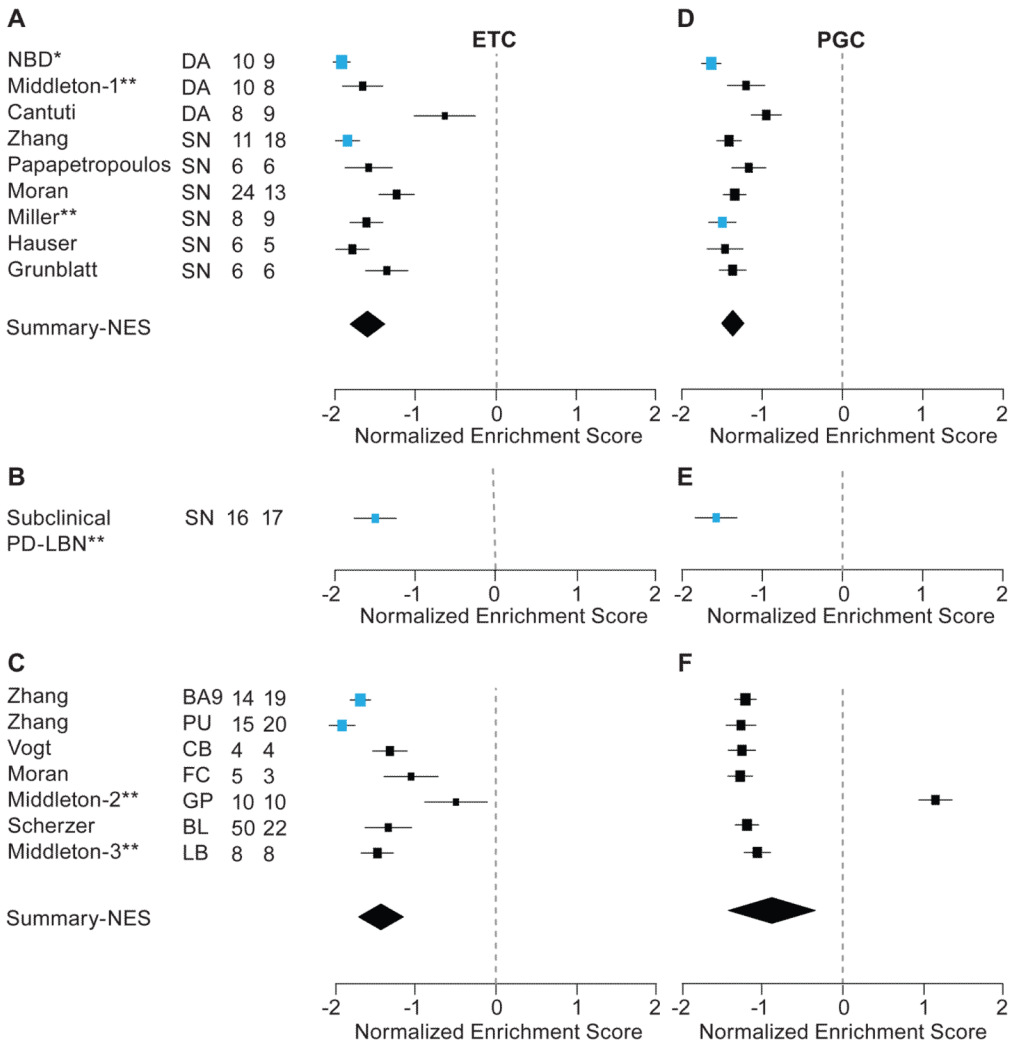 A
D
ETC
PGC
NBD* DA 10 9
Middleton-1** DA 10 8
Cantuti DA 8 9
Zhang SN 11 18
Papapetropoulos SN 6 6
Moran SN 24 13
Miller** SN 8 9
Hauser SN 6 5
Grunblatt SN 6 6
Summary-NES
-2 -1 0 1 2
-2 -1 0 1 2
Normalized Enrichment Score
Normalized Enrichment Score
B
E
Subclinical SN 16 17
PD-LBN**
-2 -1 0 1 2
-2 -1 0 1 2
Normalized Enrichment Score
Normalized Enrichment Score
C
F
Zhang BA9 14 19
Zhang PU 15 20
Vogt CB 4 4
Moran FC 5 3
Middleton-2** GP 10 10
Scherzer BL 50 22
Middleton-3** LB 8 8
Summary-NES
-2 -1 0 1 2
-2 -1 0 1 2
Normalized Enrichment Score
Normalized Enrichment Score